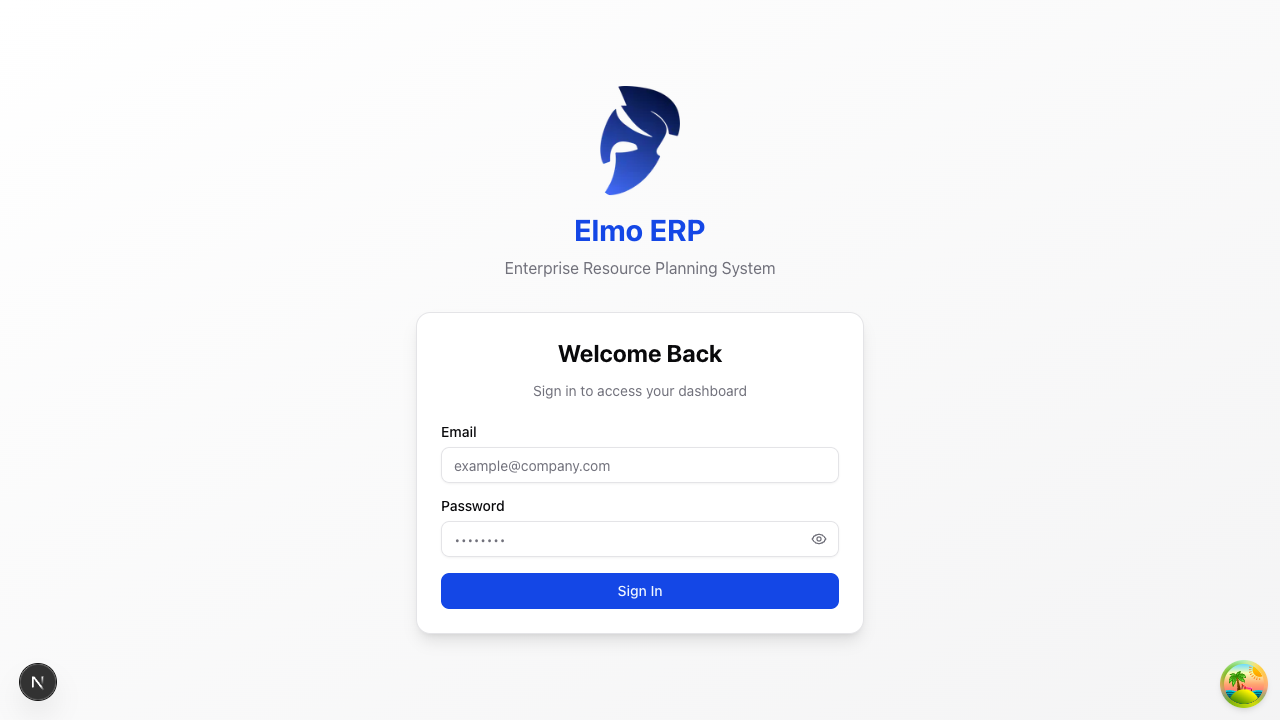 Elmo ERP
Enterprise Resource Planning System
Welcome Back
Sign in to access your dashboard
Email
example@company.com
Password
••••••••
Sign In
N